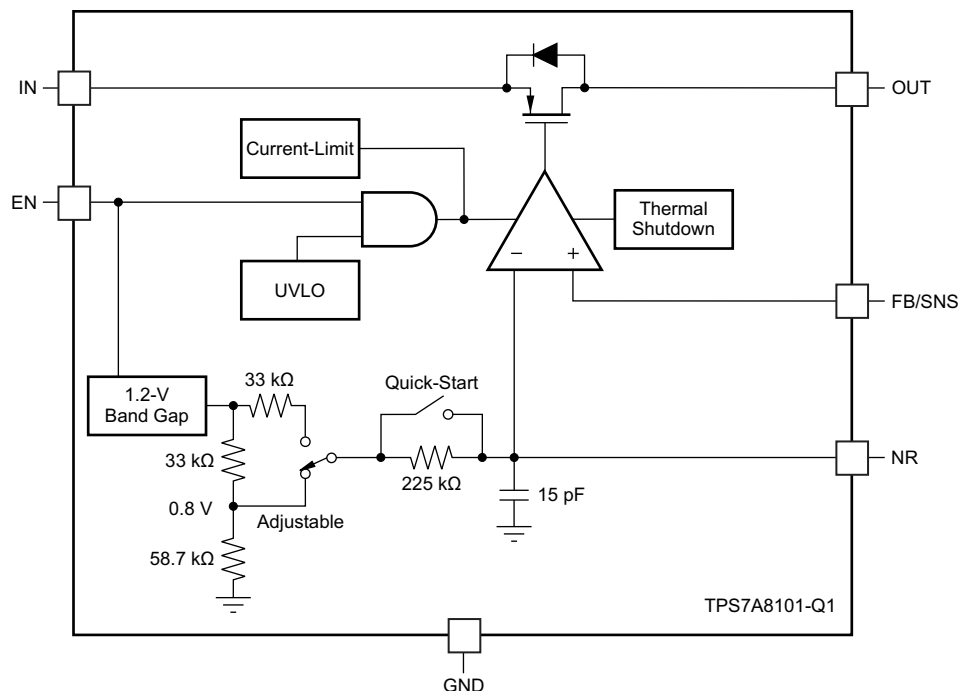 IN
OUT
Current-Limit
EN
Thermal
Shutdown
− +
UVLO
FB/SNS
1.2-V
Band Gap
33 kΩ
Quick-Start
33 kΩ
225 kΩ
NR
15 pF
0.8 V
Adjustable
58.7 kΩ
TPS7A8101-Q1
GND